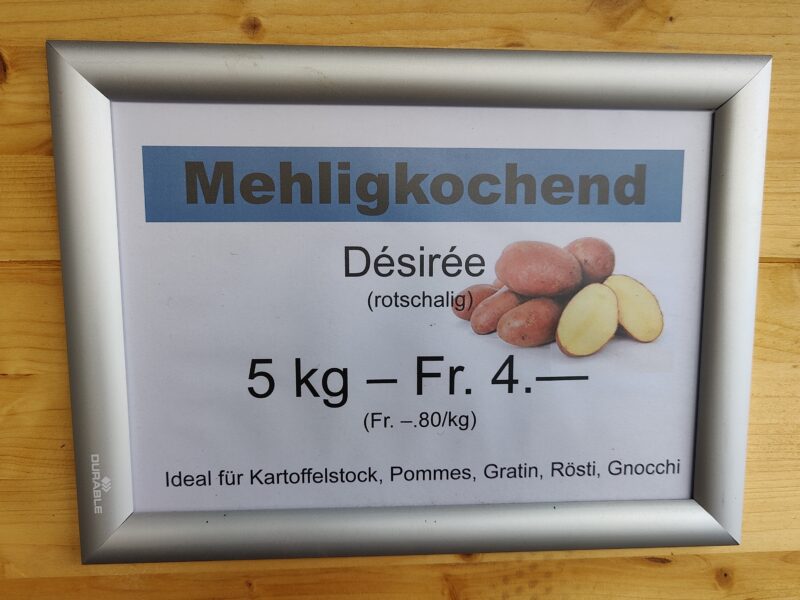 Mehligkochend
Désirée
(rotschalig)
5 kg – Fr. 4.—
(Fr. –.80/kg)
Ideal für Kartoffelstock, Pommes, Gratin, Rösti, Gnocchi
DURABLE